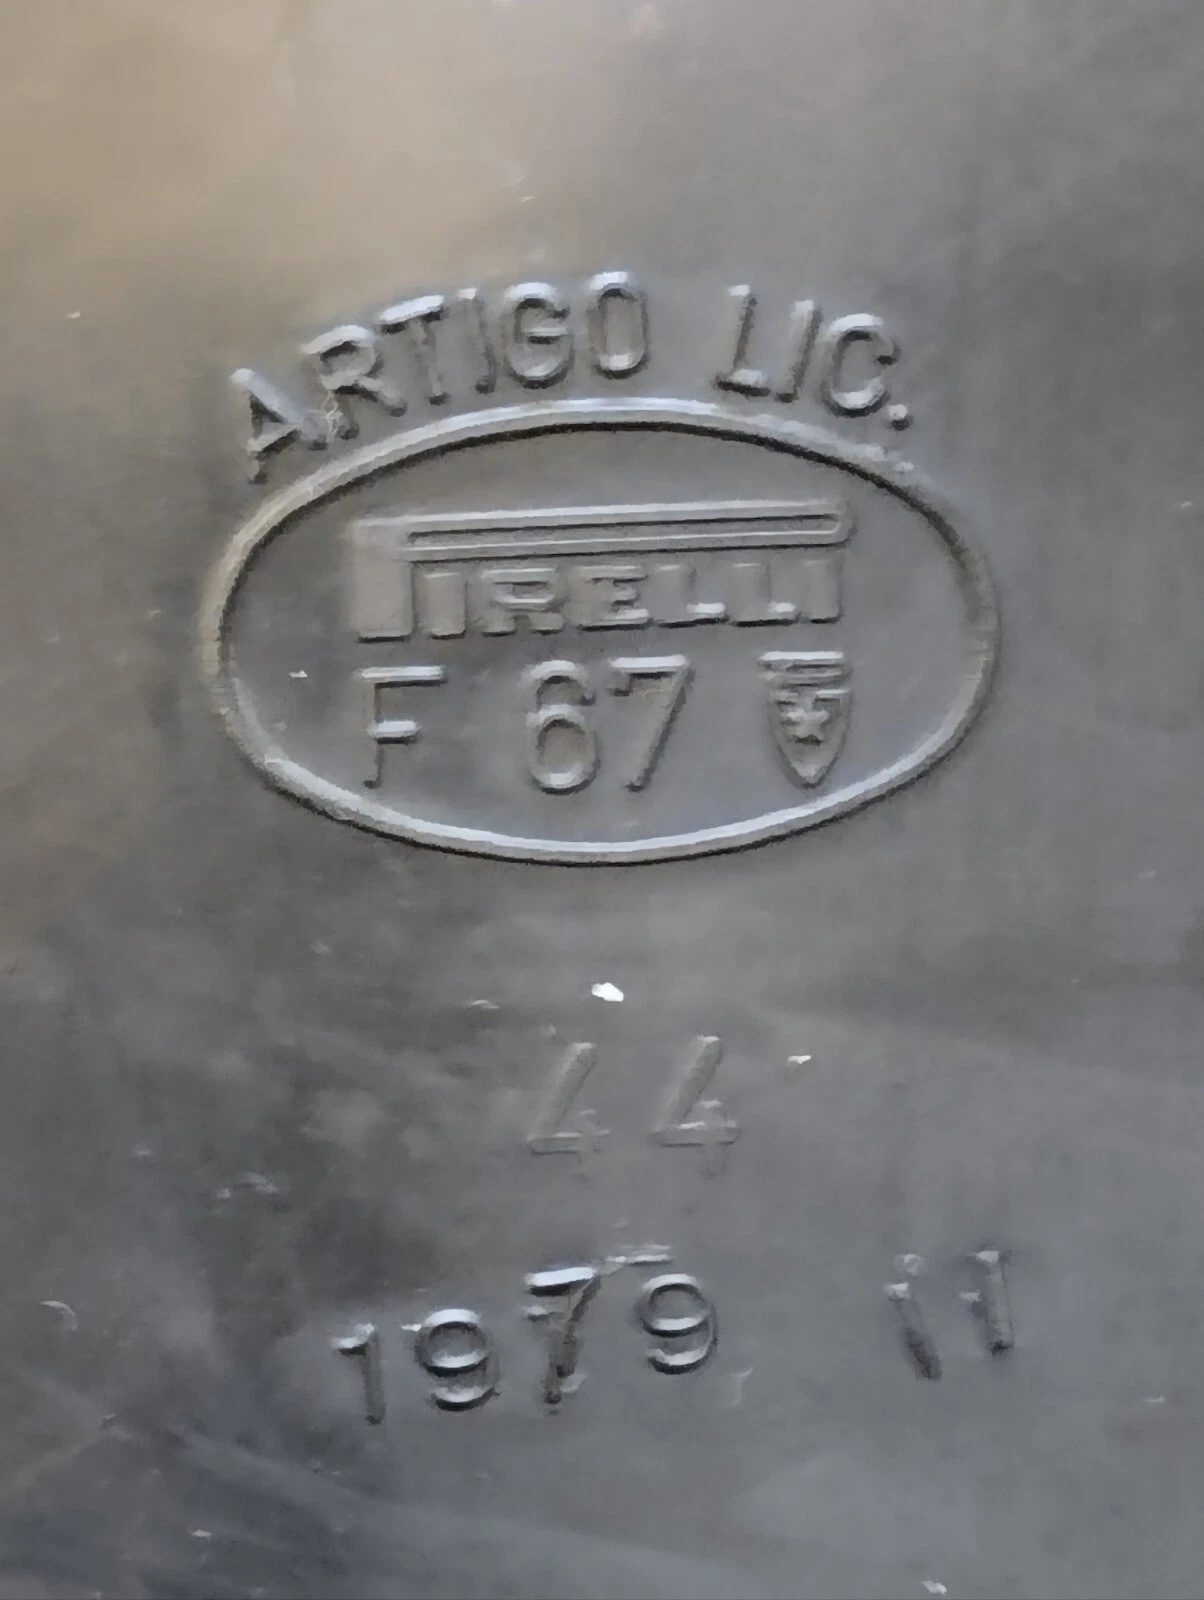 ARTIGO LIC.
PIRELLI
F 67
44
1979 11